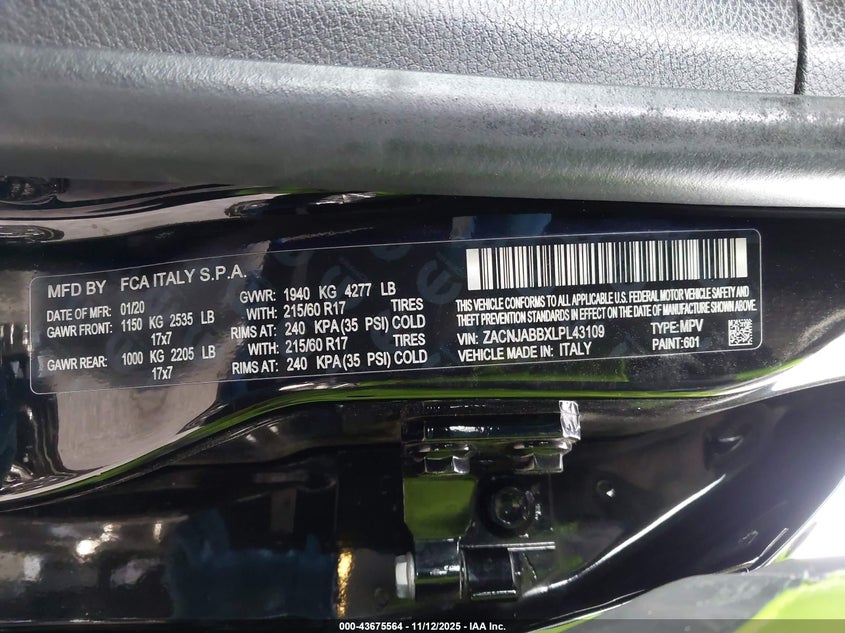 MFD BY FCA ITALY S.P.A.
DATE OF MFR: 01/20 GVWR: 1940 KG 4277 LB
GAWR FRONT: 1150 KG 2535 LB WITH: 215/60 R17 TIRES
17x7 RIMS AT: 240 KPA(35 PSI) COLD
GAWR REAR: 1000 KG 2205 LB WITH: 215/60 R17 TIRES
17x7 RIMS AT: 240 KPA(35 PSI) COLD
THIS VEHICLE CONFORMS TO ALL APPLICABLE U.S. FEDERAL MOTOR VEHICLE SAFETY AND
THEFT PREVENTION STANDARDS IN EFFECT ON THE DATE OF MANUFACTURE SHOWN ABOVE.
VIN: ZACNJABBXLPL43109 TYPE: MPV
VEHICLE MADE IN: ITALY PAINT: 601
000-43675564 - 11/12/2025 - IAA Inc.